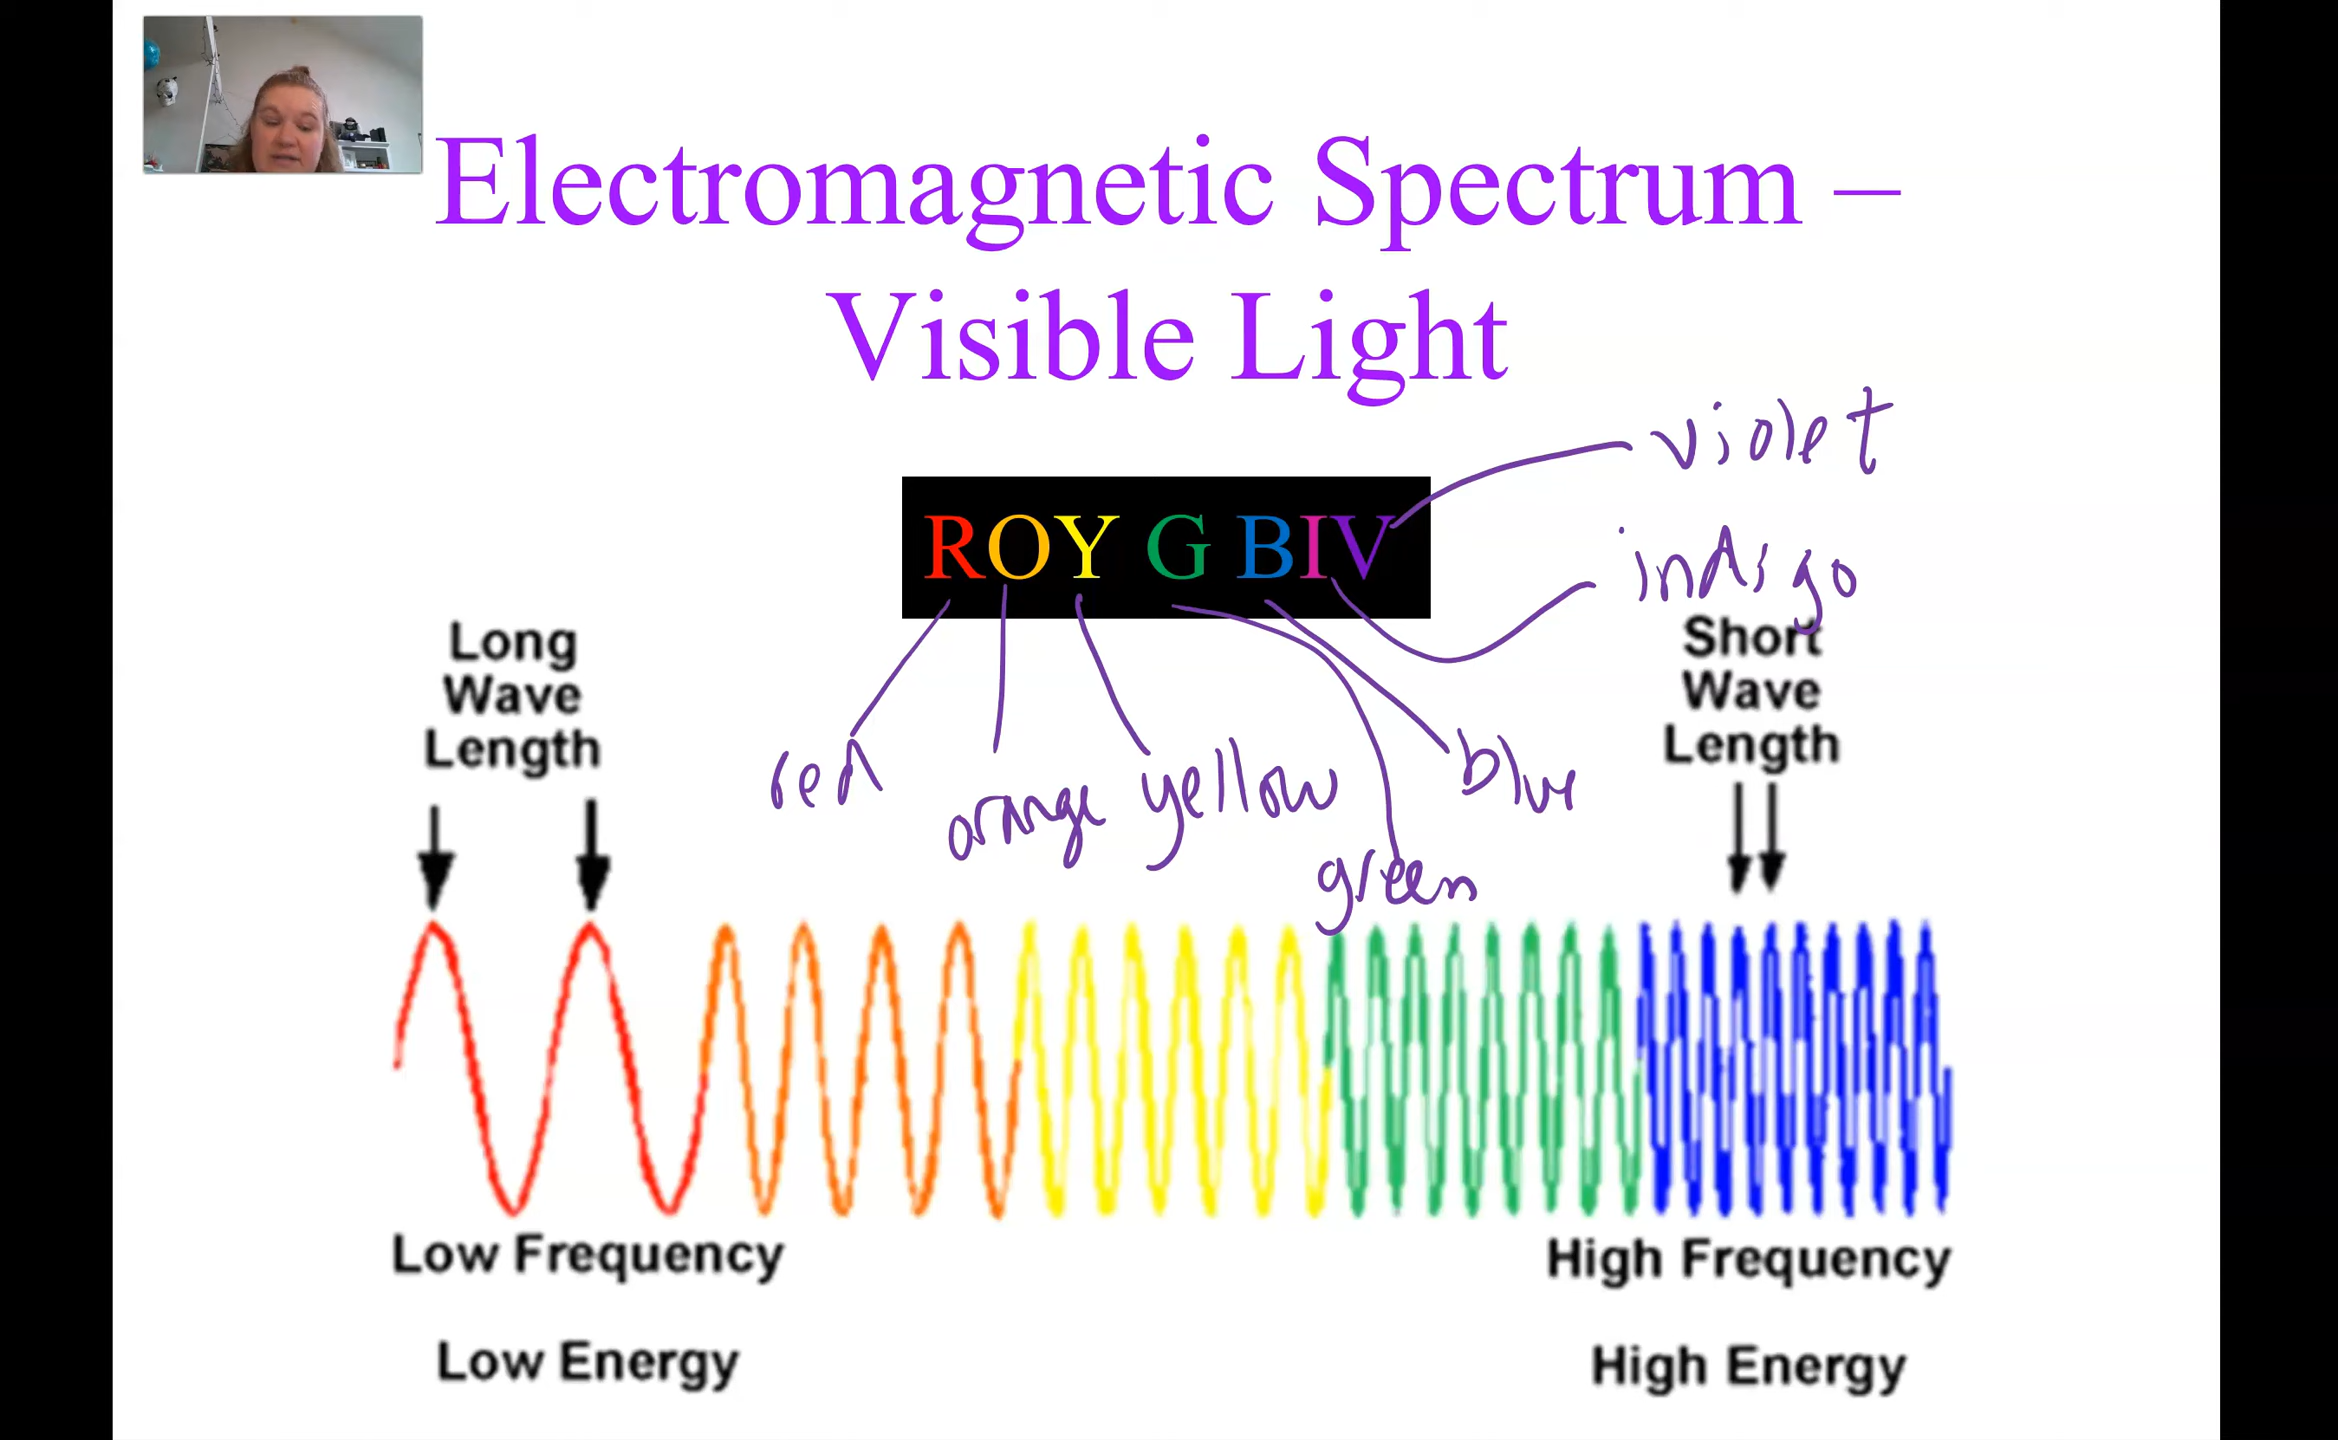 Electromagnetic Spectrum –
Visible Light
violet
ROY G BIV
indigo
Long
Wave
Length
Short
Wave
Length
red
orange
yellow
blue
green
Low Frequency
High Frequency
Low Energy
High Energy